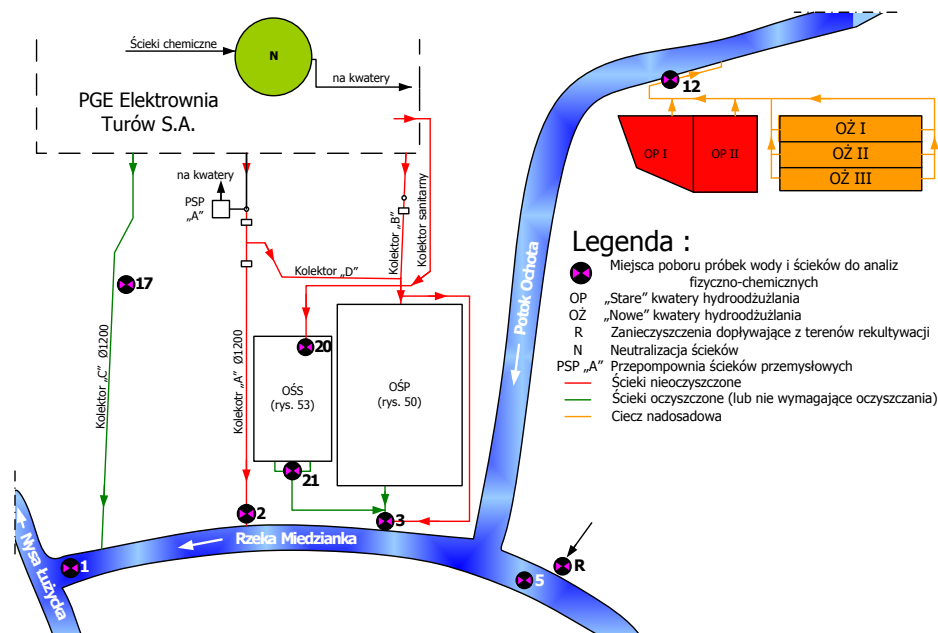 Ścieki chemiczne
N
na kwatery
PGE Elektrownia
Turów S.A.
12
OP I
OP II
OŻ I
OŻ II
OŻ III
na kwatery
PSP
„A”
Kolektor „B”
Kolektor sanitarny
Kolektor „D”
17
Kolektor „C” Ø1200
Kolekotr „A” Ø1200
20
OŚS
(rys. 53)
OŚP
(rys. 50)
21
2
3
Potok Ochota
Legenda :
Miejsca poboru próbek wody i ścieków do analiz
fizyczno-chemicznych
OP „Stare” kwatery hydroodżużlania
OŻ „Nowe” kwatery hydroodżużlania
R Zanieczyszczenia dopływające z terenów rekultywacji
N Neutralizacja ścieków
PSP „A” Przepompownia ścieków przemysłowych
Ścieki nieoczyszczone
Ścieki oczyszczone (lub nie wymagające oczyszczania)
Ciecz nadosadowa
Rzeka Miedzianka
Nysa Łużycka
1
5
R